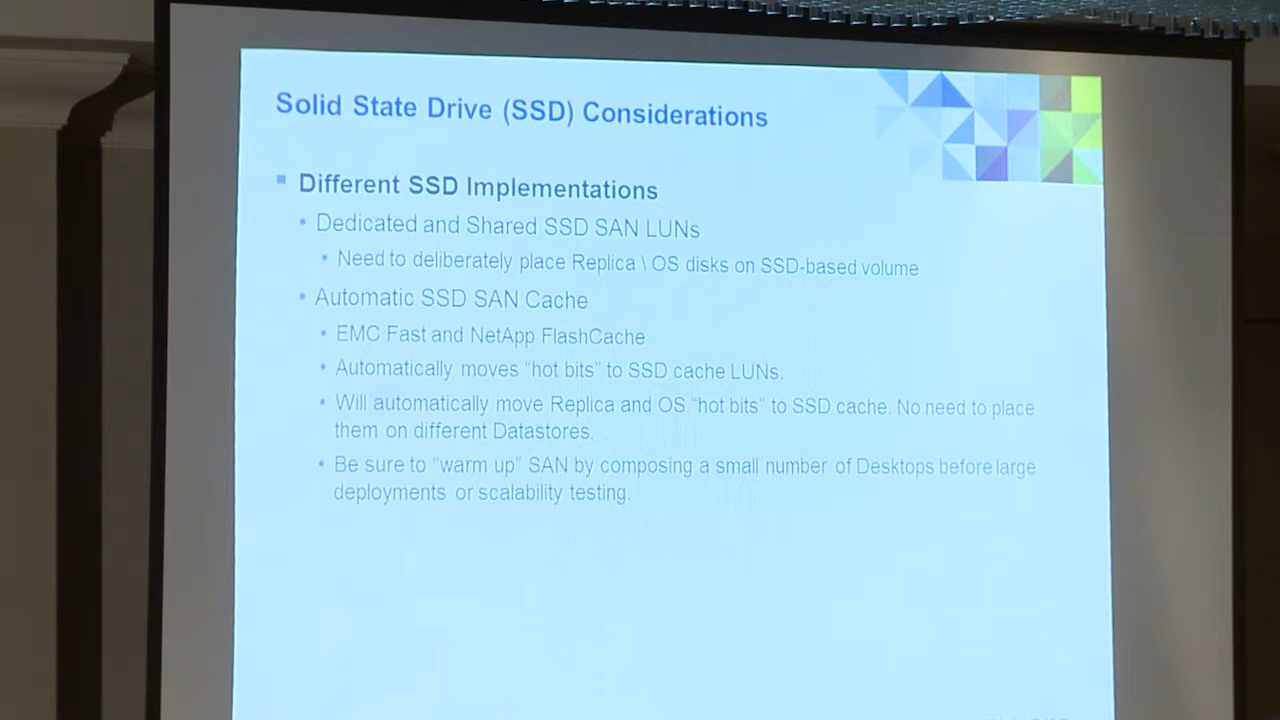 Solid State Drive (SSD) Considerations
Different SSD Implementations
Dedicated and Shared SSD SAN LUNs
Need to deliberately place Replica \ OS disks on SSD-based volume
Automatic SSD SAN Cache
EMC Fast and NetApp FlashCache
Automatically moves “hot bits” to SSD cache LUNs.
Will automatically move Replica and OS “hot bits” to SSD cache. No need to place
them on different Datastores.
Be sure to “warm up” SAN by composing a small number of Desktops before large
deployments or scalability testing.